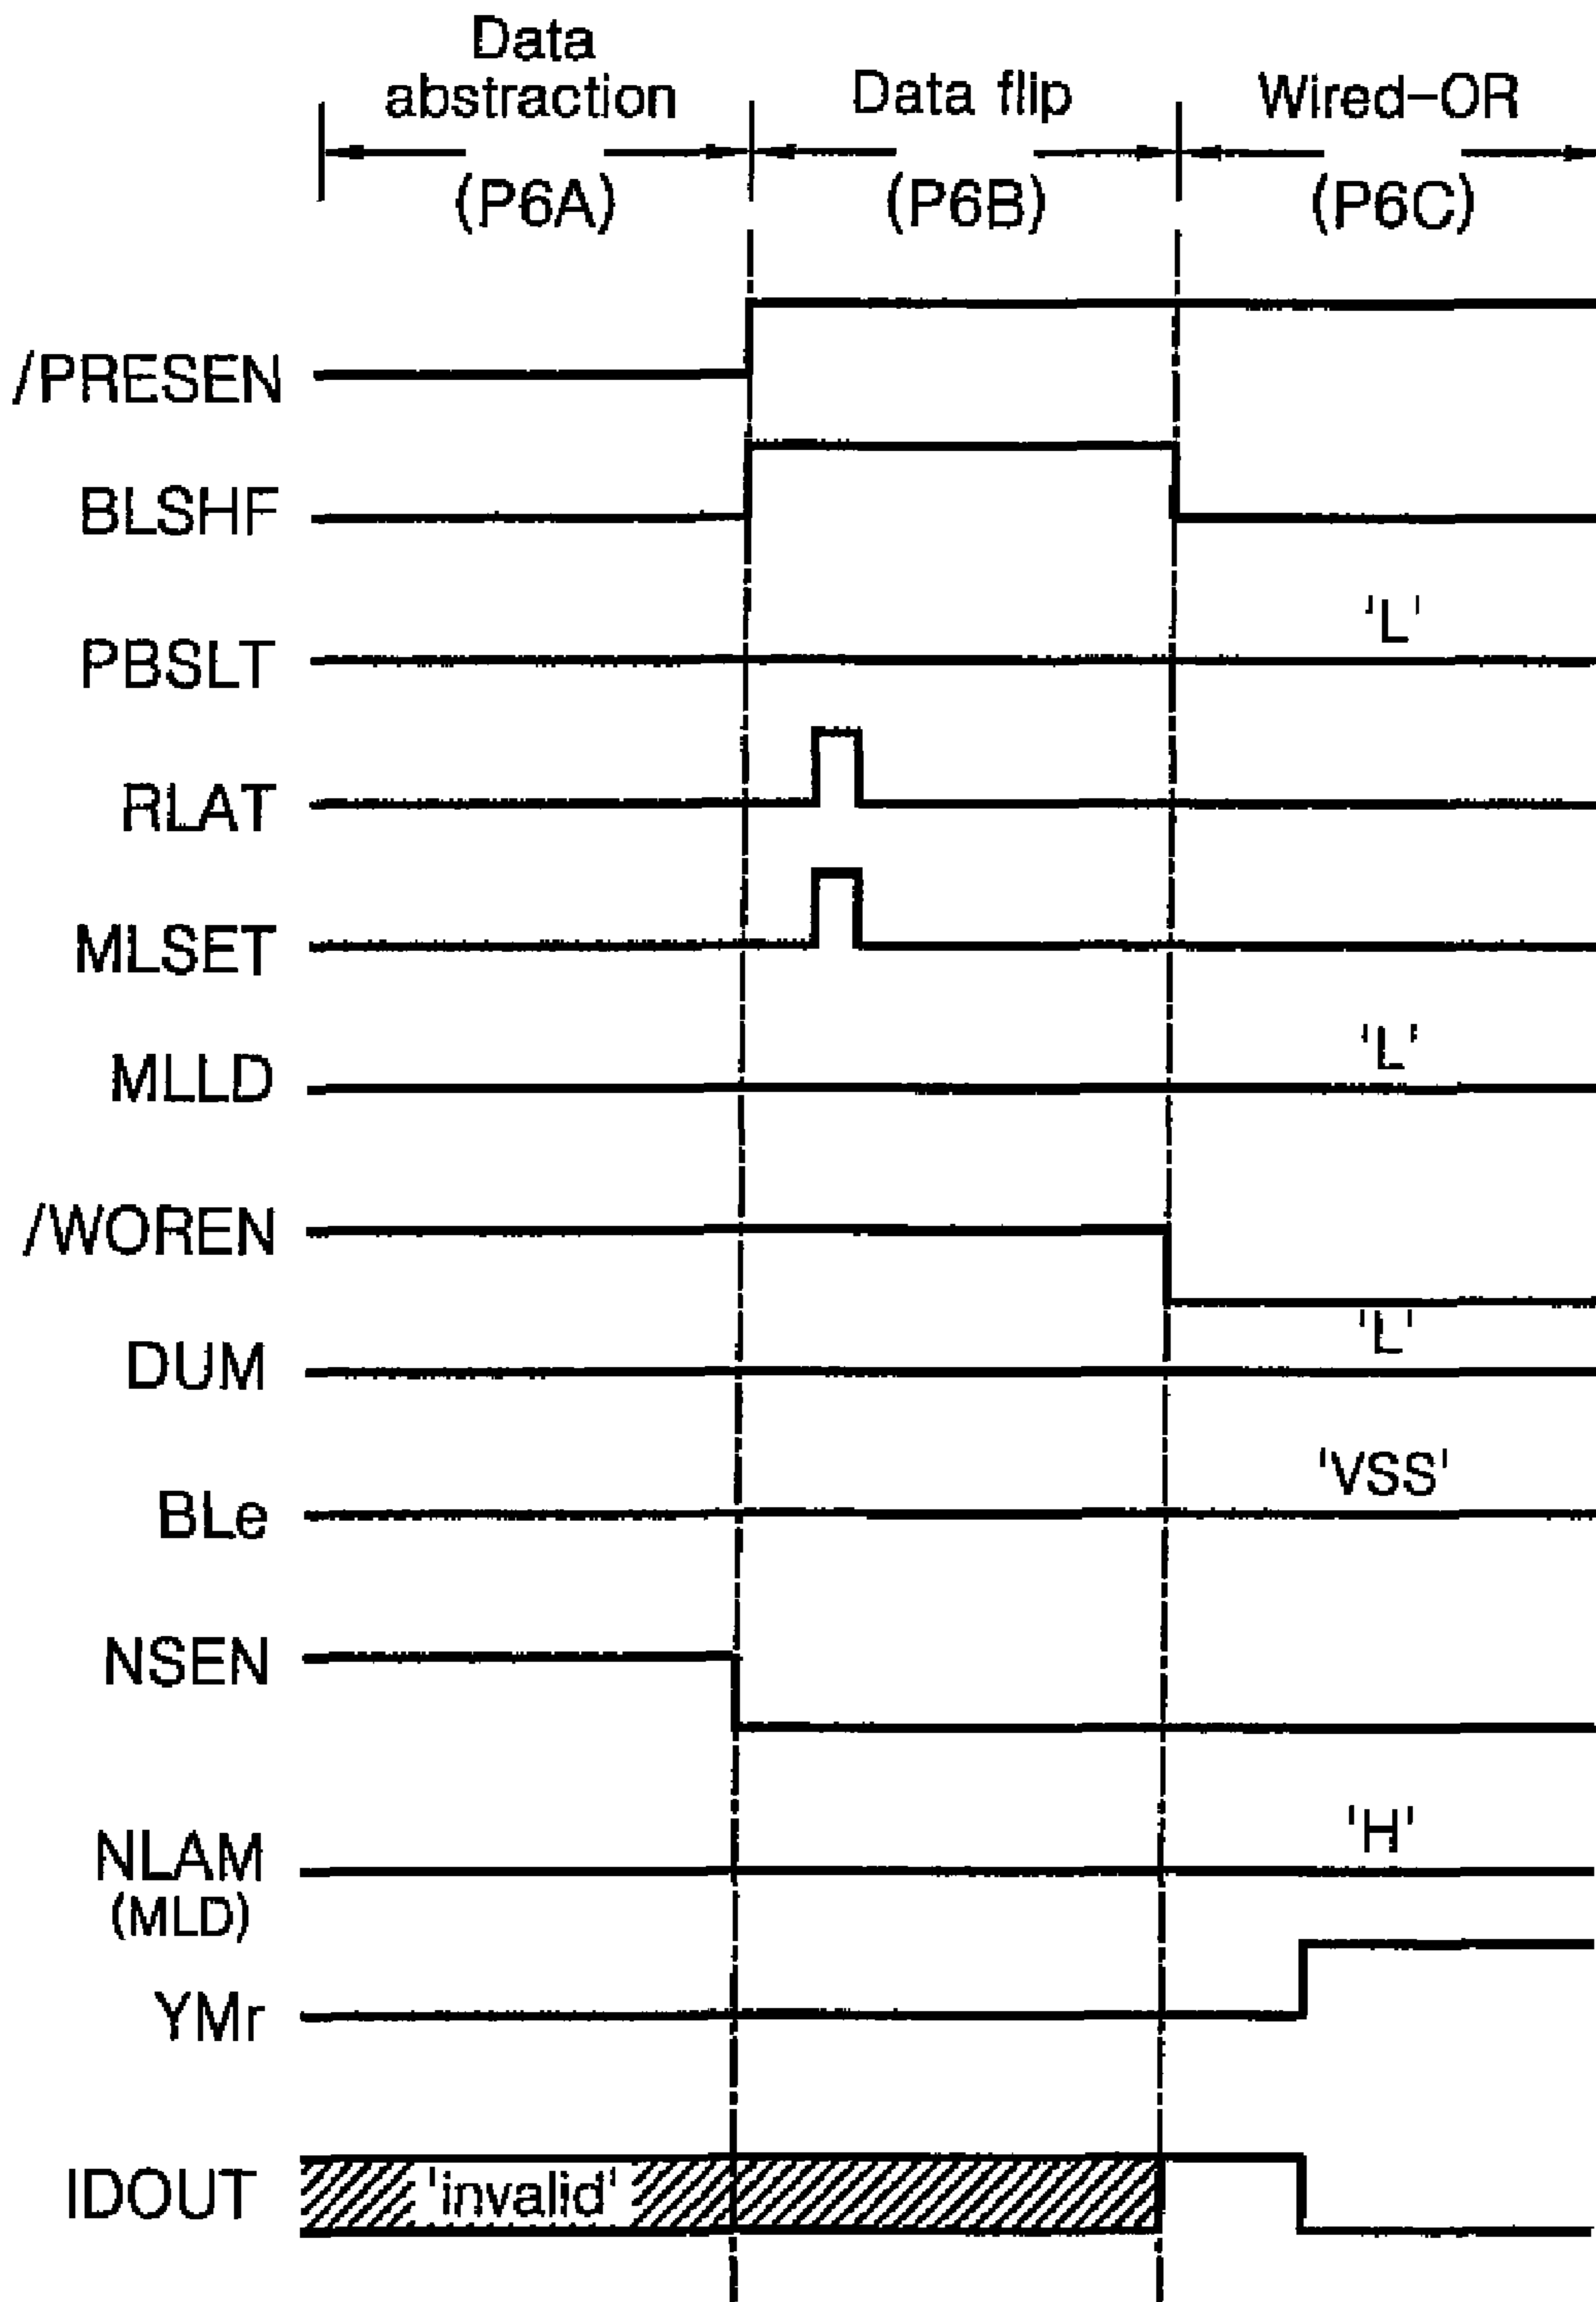 Data
abstraction
Data flip
Wired-OR
(P6A)
(P6B)
(P6C)
/PRESEN
BLSHF
PBSLT
'L'
RLAT
MLSET
MLLD
'L'
/WOREN
DUM
'L'
BLe
'VSS'
NSEN
NLAM
(MLD)
'H'
YMr
IDOUT
'invalid'